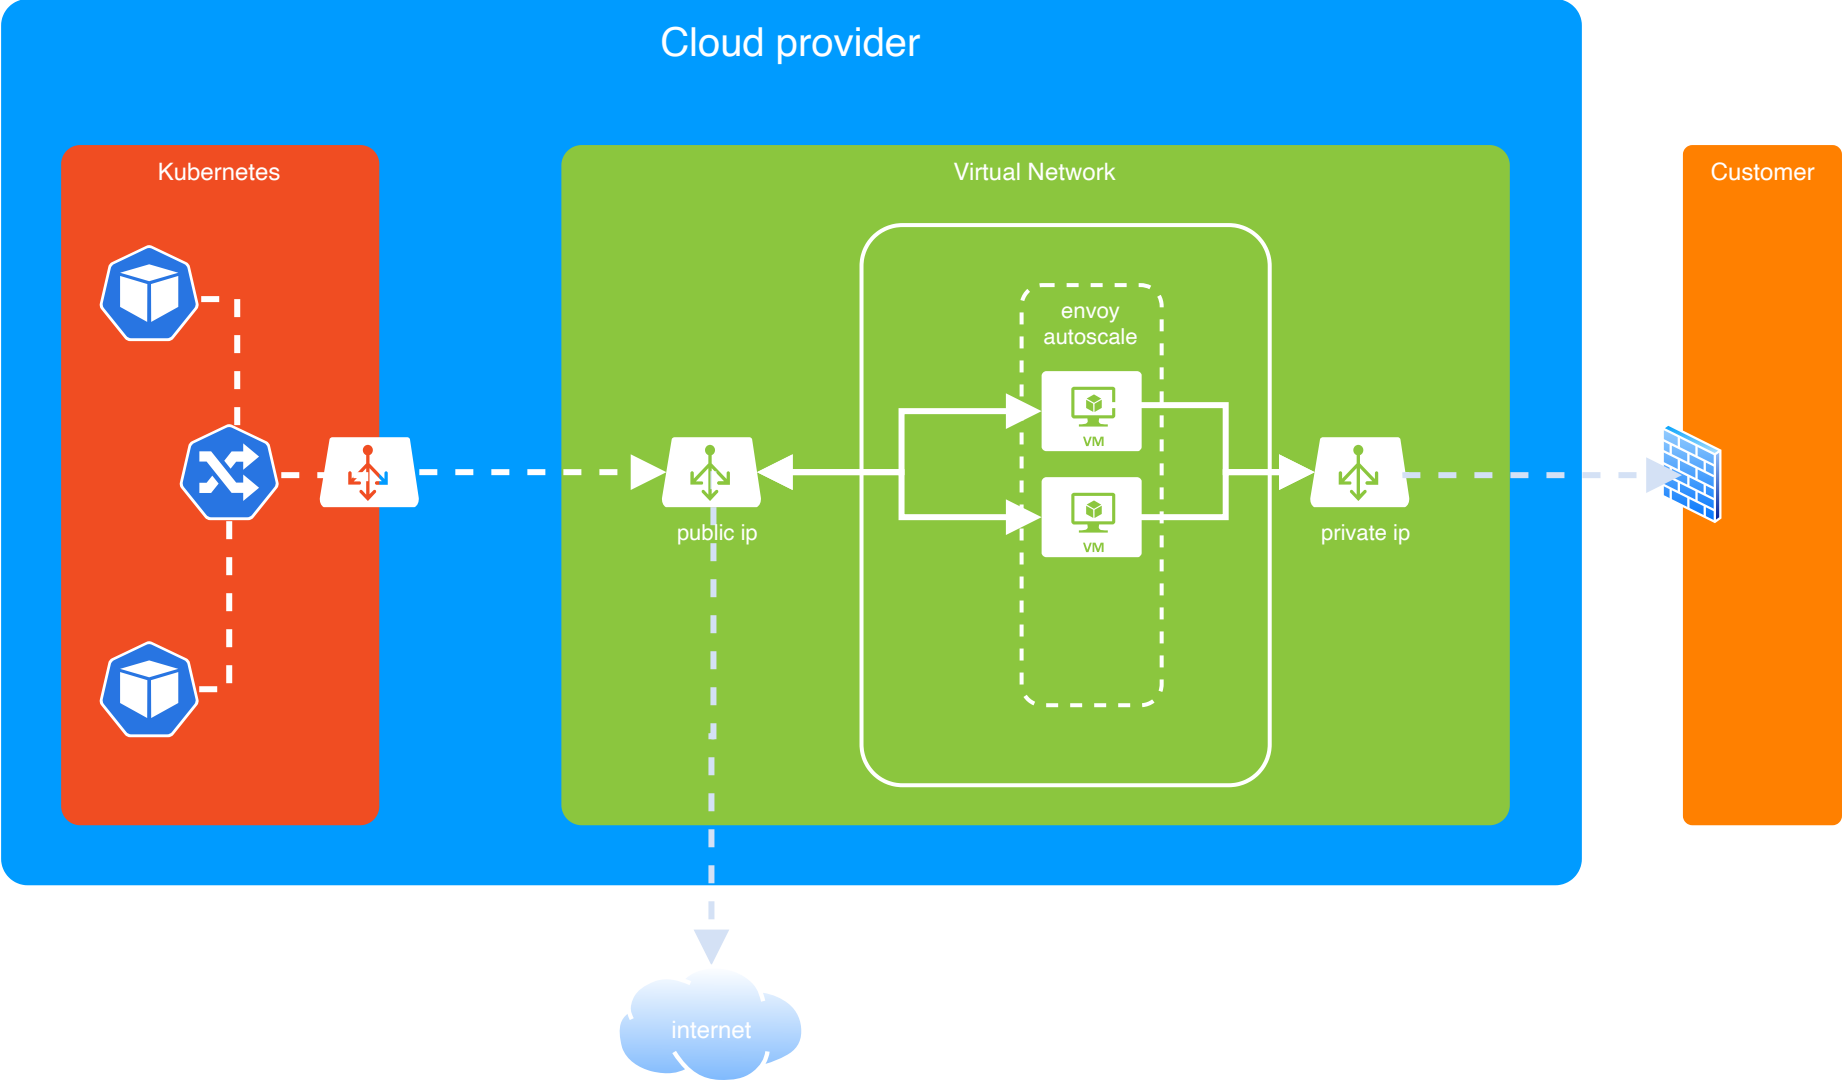 Cloud provider
Kubernetes
Virtual Network
Customer
envoy
autoscale
VM
VM
public ip
private ip
internet